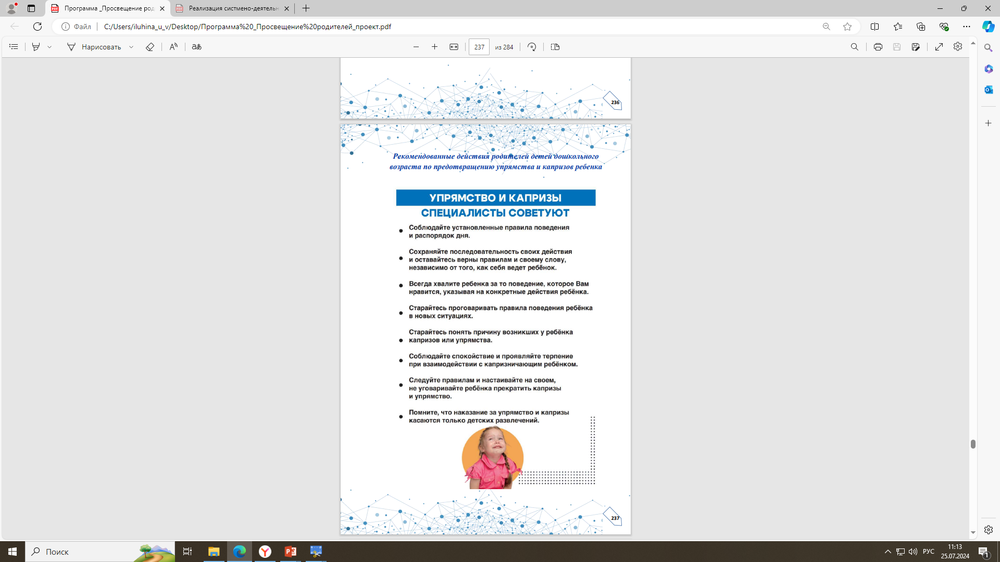 Программа _Просвещение род
Реализация системно-деятельн
Файл
C:/Users/iluhina_u_v/Desktop/Программа%20_Просвещение%20родителей_проект.pdf
Нарисовать
аあ
237
из 284
236
Рекомендованные действия родителей детей дошкольного
возраста по предотвращению упрямства и капризов ребенка
УПРЯМСТВО И КАПРИЗЫ
СПЕЦИАЛИСТЫ СОВЕТУЮТ
• Соблюдайте установленные правила поведения
и распорядок дня.
• Сохраняйте последовательность своих действия
и оставайтесь верны правилам и своему слову,
независимо от того, как себя ведет ребёнок.
• Всегда хвалите ребенка за то поведение, которое Вам
нравится, указывая на конкретные действия ребёнка.
• Старайтесь проговаривать правила поведения ребёнка
в новых ситуациях.
• Старайтесь понять причину возникших у ребёнка
капризов или упрямства.
• Соблюдайте спокойствие и проявляйте терпение
при взаимодействии с капризничающим ребёнком.
• Следуйте правилам и настаивайте на своем,
не уговаривайте ребёнка прекратить капризы
и упрямство.
• Помните, что наказание за упрямство и капризы
касаются только детских развлечений.
237
Поиск
РУС
11:13
25.07.2024
1